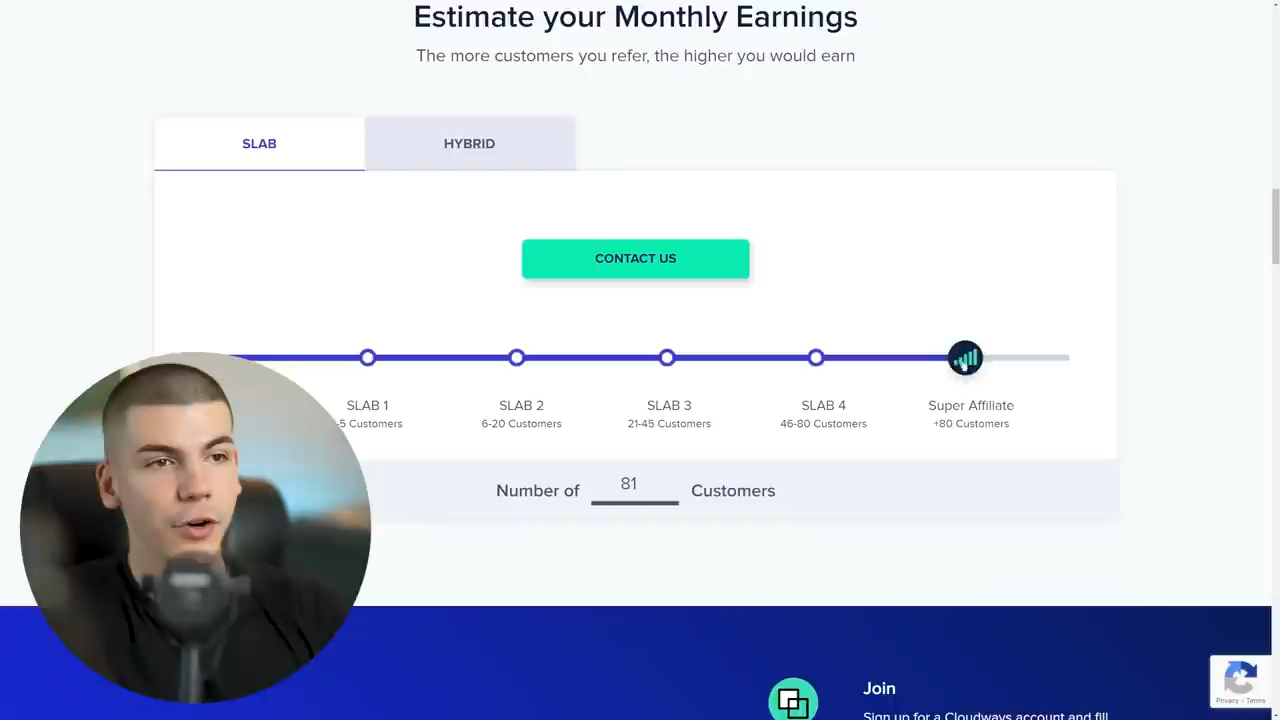 Estimate your Monthly Earnings
The more customers you refer, the higher you would earn
SLAB
HYBRID
CONTACT US
SLAB 1
-5 Customers
SLAB 2
6-20 Customers
SLAB 3
21-45 Customers
SLAB 4
46-80 Customers
Super Affiliate
+80 Customers
Number of 81 Customers
Join
Sign up for a Cloudways account and fill
Privacy - Terms